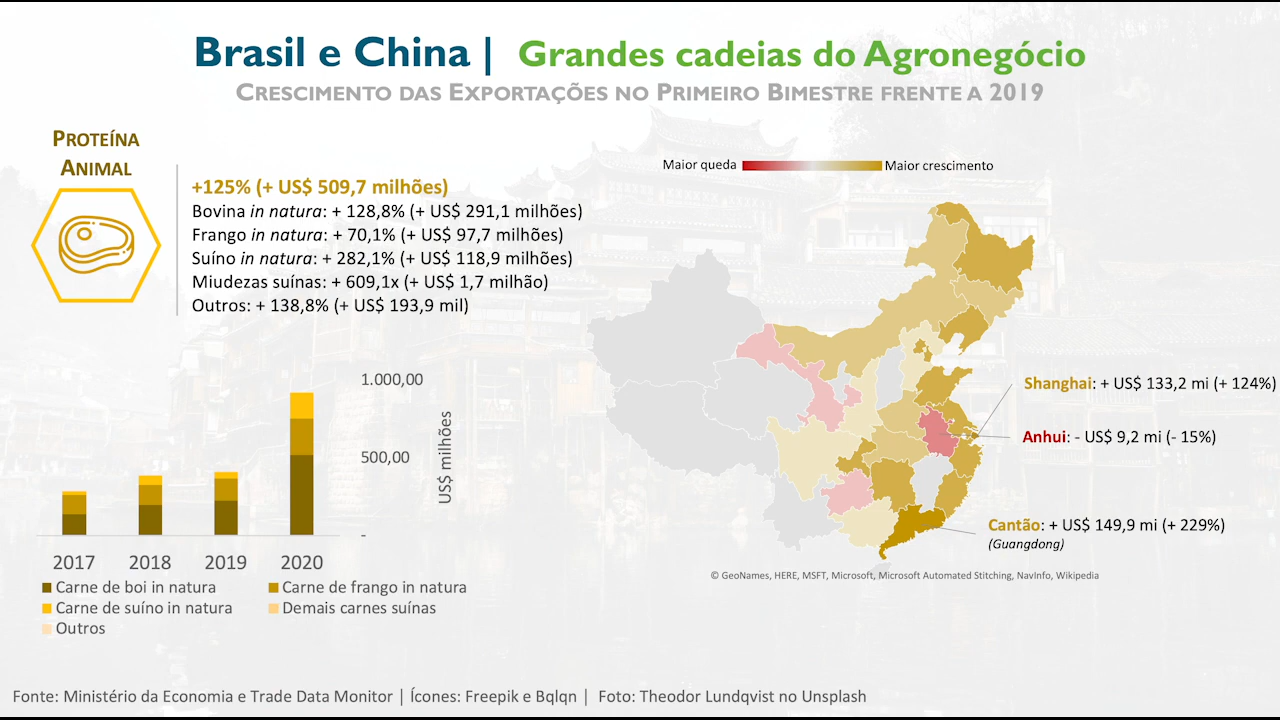 Brasil e China | Grandes cadeias do Agronegócio
CRESCIMENTO DAS EXPORTAÇÕES NO PRIMEIRO BIMESTRE FRENTE A 2019
PROTEÍNA
ANIMAL
+125% (+ US$ 509,7 milhões)
Bovina in natura: + 128,8% (+ US$ 291,1 milhões)
Frango in natura: + 70,1% (+ US$ 97,7 milhões)
Suíno in natura: + 282,1% (+ US$ 118,9 milhões)
Miudezas suínas: + 609,1x (+ US$ 1,7 milhão)
Outros: + 138,8% (+ US$ 193,9 mil)
Maior queda
Maior crescimento
1.000,00
500,00
-
US$ milhões
2017 2018 2019 2020
Carne de boi in natura
Carne de frango in natura
Carne de suíno in natura
Demais carnes suínas
Outros
Shanghai: + US$ 133,2 mi (+ 124%)
Anhui: - US$ 9,2 mi (- 15%)
Cantão: + US$ 149,9 mi (+ 229%)
(Guangdong)
© GeoNames, HERE, MSFT, Microsoft, Microsoft Automated Stitching, NavInfo, Wikipedia
Fonte: Ministério da Economia e Trade Data Monitor | Ícones: Freepik e Bqlqn | Foto: Theodor Lundqvist no Unsplash